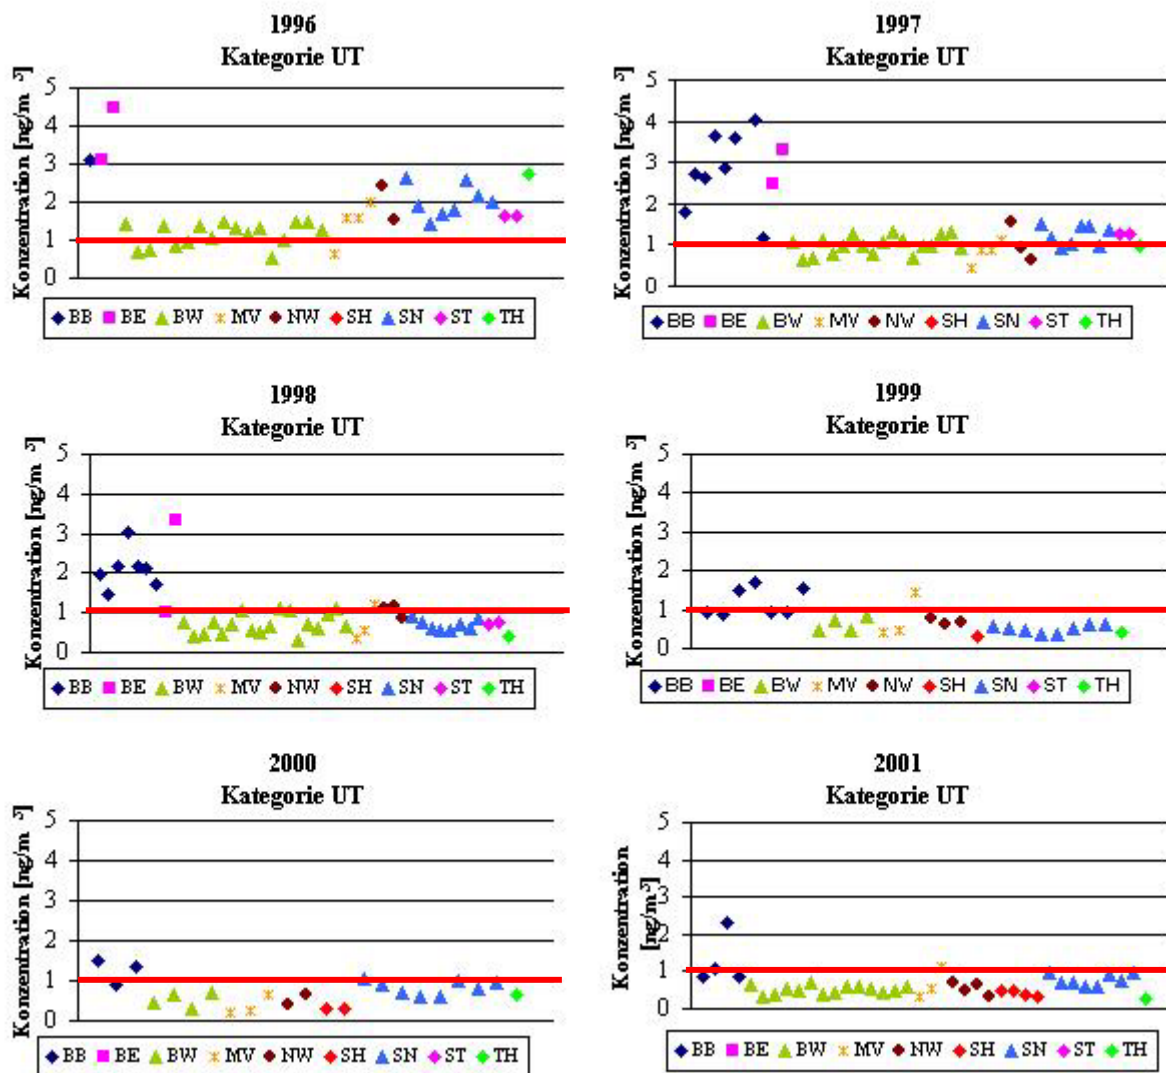 1996
Kategorie UT
Konzentration [ng/m⁻³]
5
4
3
2
1
0
BB BE BW MV NW SH SN ST TH
1997
Kategorie UT
Konzentration [ng/m⁻³]
5
4
3
2
1
0
BB BE BW MV NW SH SN ST TH
1998
Kategorie UT
Konzentration [ng/m⁻³]
5
4
3
2
1
0
BB BE BW MV NW SH SN ST TH
1999
Kategorie UT
Konzentration [ng/m⁻³]
5
4
3
2
1
0
BB BE BW MV NW SH SN ST TH
2000
Kategorie UT
Konzentration [ng/m⁻³]
5
4
3
2
1
0
BB BE BW MV NW SH SN ST TH
2001
Kategorie UT
Konzentration
[ng/m⁻³]
5
4
3
2
1
0
BB BE BW MV NW SH SN ST TH